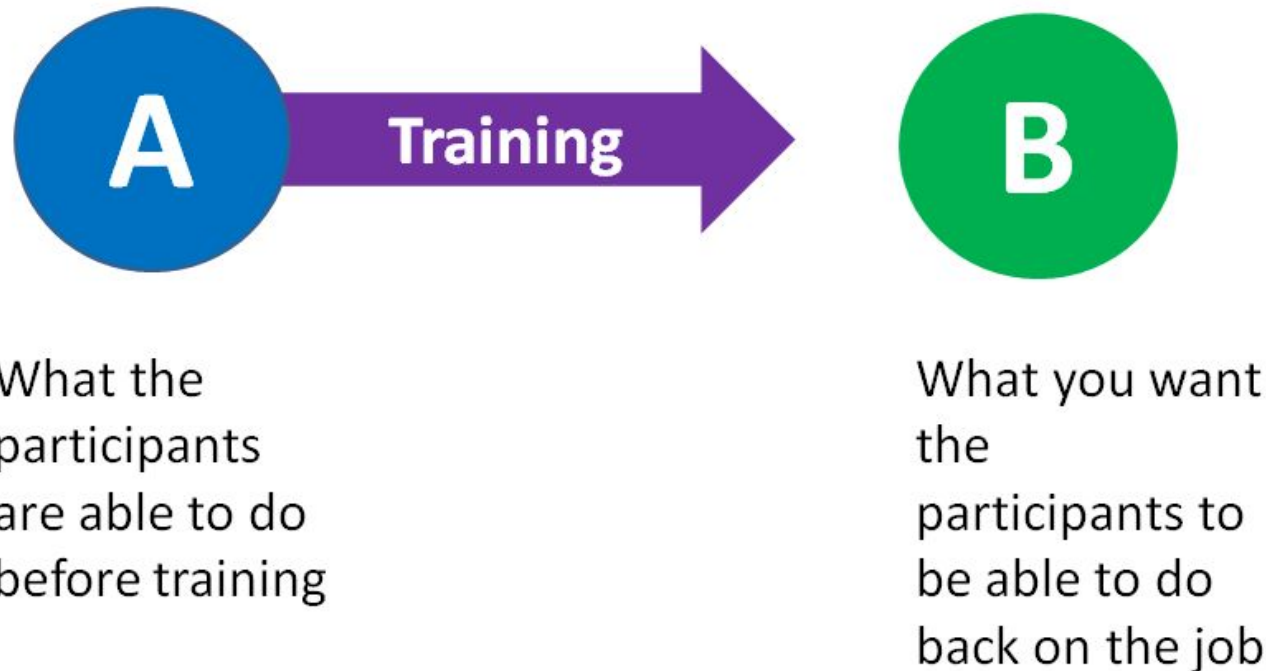 A
Training
B
What the
participants
are able to do
before training
What you want
the
participants to
be able to do
back on the job